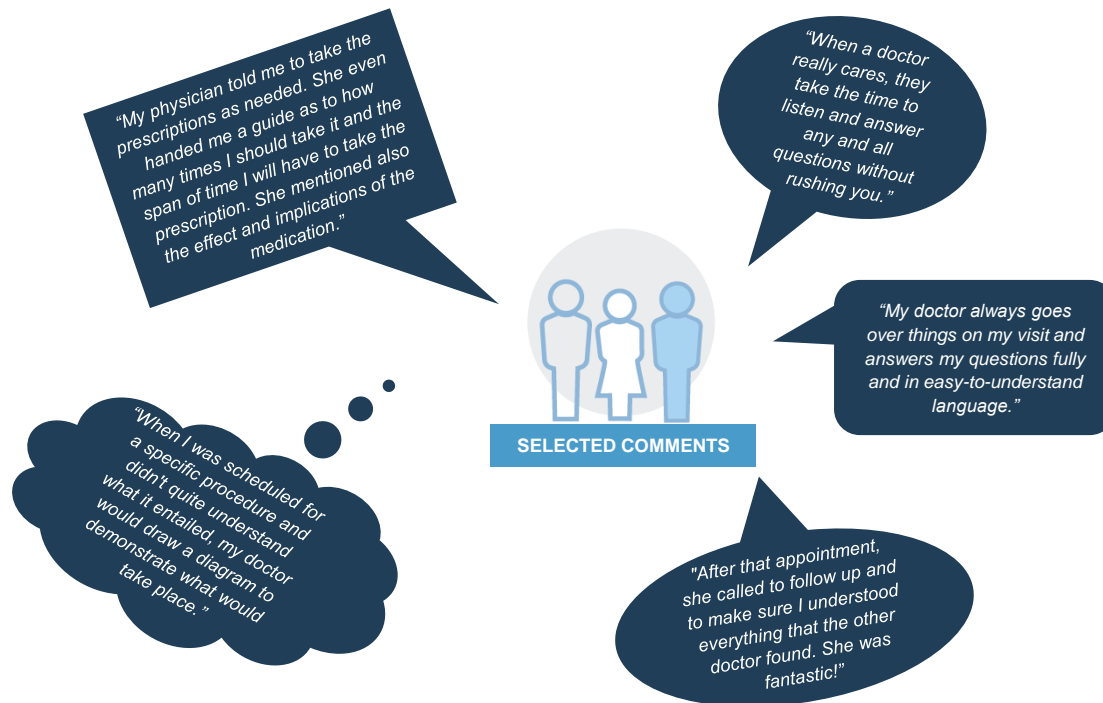 “My physician told me to take the
prescriptions as needed. She even
handed me a guide as to how
many times I should take it and the
span of time I will have to take the
prescription. She mentioned also
the effect and implications of the
medication.”
“When a doctor
really cares, they
take the time to
listen and answer
any and all
questions without
rushing you.”
“My doctor always goes
over things on my visit and
answers my questions fully
and in easy-to-understand
language.”
SELECTED COMMENTS
“When I was scheduled for
a specific procedure and
didn't quite understand
what it entailed, my doctor
would draw a diagram to
demonstrate what would
take place.”
"After that appointment,
she called to follow up and
to make sure I understood
everything that the other
doctor found. She was
fantastic!”